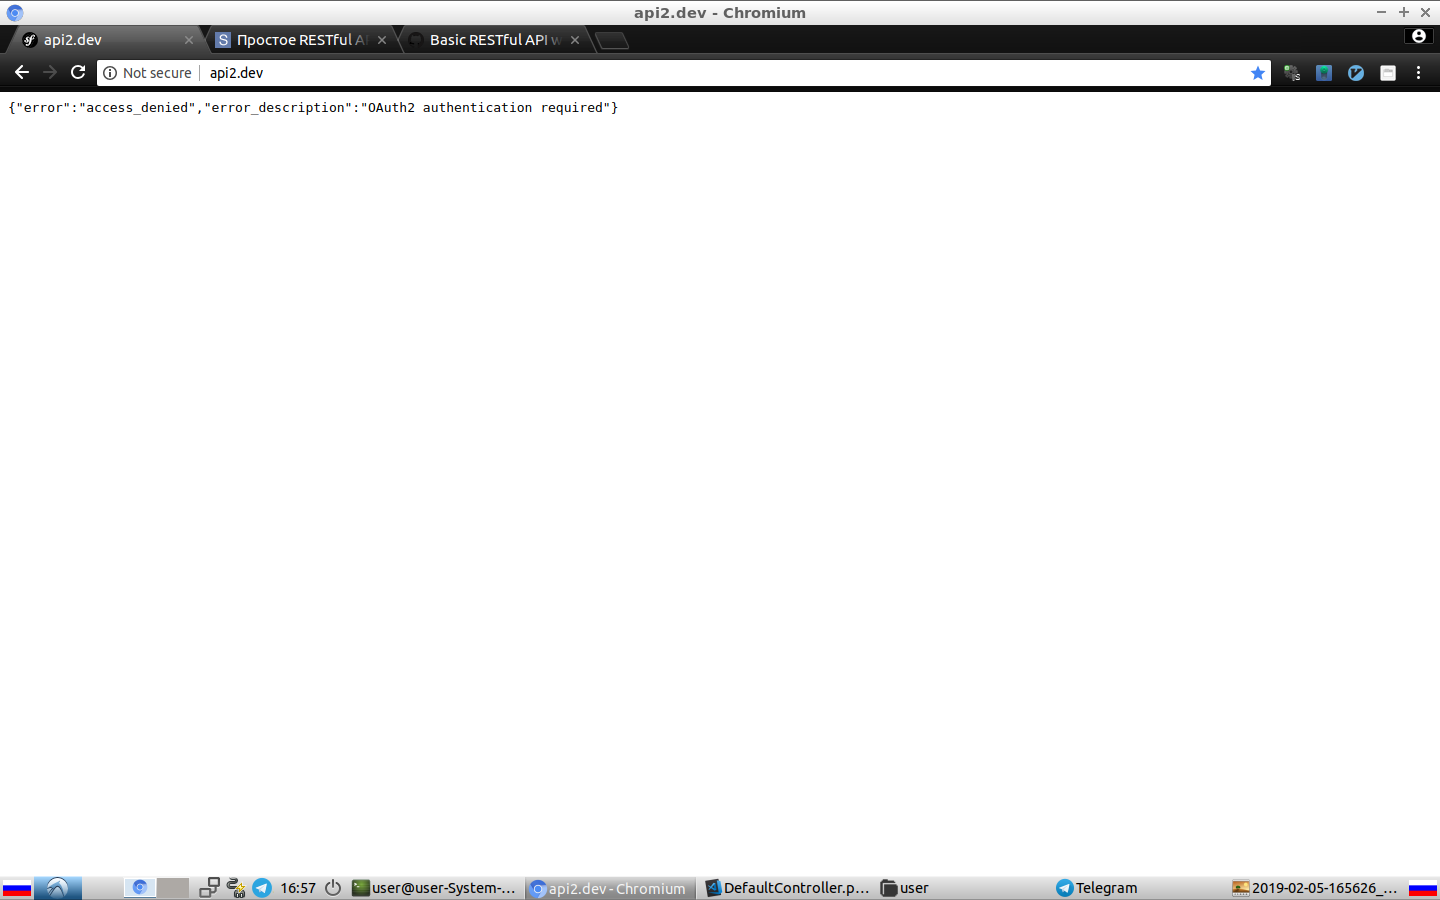 api2.dev - Chromium
api2.dev
Простое RESTful A
Basic RESTful API w
Not secure
api2.dev
{"error":"access_denied","error_description":"OAuth2 authentication required"}
16:57
user@user-System-...
api2.dev - Chromium
DefaultController.p...
user
Telegram
2019-02-05-165626_...